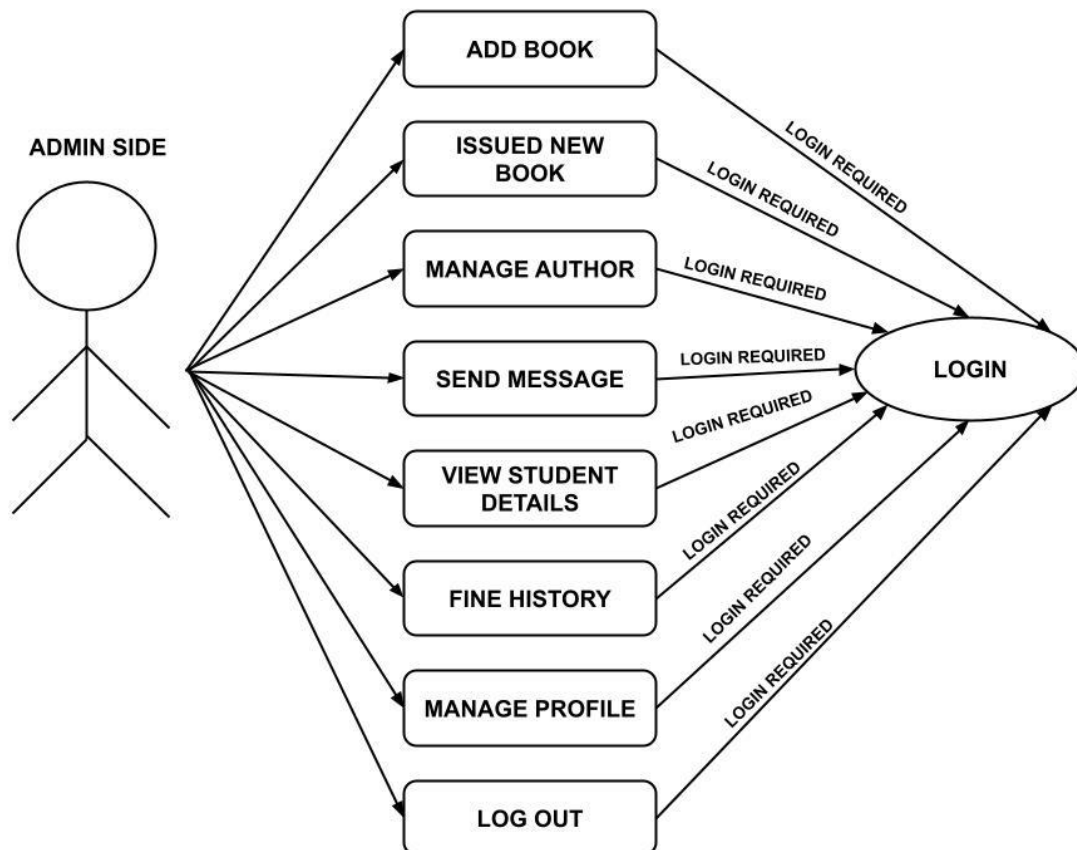 ADD BOOK
LOGIN REQUIRED
ADMIN SIDE
ISSUED NEW
BOOK
LOGIN REQUIRED
MANAGE AUTHOR
LOGIN REQUIRED
SEND MESSAGE
LOGIN REQUIRED
LOGIN
VIEW STUDENT
DETAILS
LOGIN REQUIRED
FINE HISTORY
LOGIN REQUIRED
MANAGE PROFILE
LOGIN REQUIRED
LOG OUT
LOGIN REQUIRED